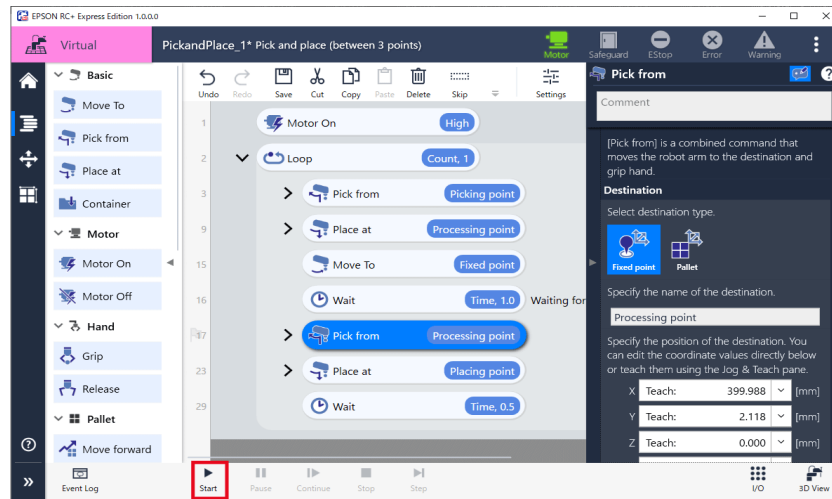 EPSON RC+ Express Edition 1.0.0.0
Virtual
PickandPlace_1* Pick and place (between 3 points)
Motor
Safeguard
EStop
Error
Warning
Basic
Move To
Pick from
Place at
Container
Motor
Motor On
Motor Off
Hand
Grip
Release
Pallet
Move forward
Undo
Redo
Save
Cut
Copy
Paste
Delete
Skip
Settings
1 Motor On High
2 Loop Count, 1
3 Pick from Picking point
9 Place at Processing point
15 Move To Fixed point
16 Wait Time, 1.0 Waiting for
17 Pick from Processing point
23 Place at Placing point
29 Wait Time, 0.5
Pick from
?
Comment
[Pick from] is a combined command that
moves the robot arm to the destination and
grip hand.
Destination
Select destination type.
Fixed point
Pallet
Specify the name of the destination.
Processing point
Specify the position of the destination. You
can edit the coordinate values directly below
or teach them using the Jog & Teach
pane.
X Teach: 399.988 [mm]
Y Teach: 2.118 [mm]
Z Teach: 0.000 [mm]
?
Event Log
Start
Pause
Continue
Stop
Step
I/O
3D View